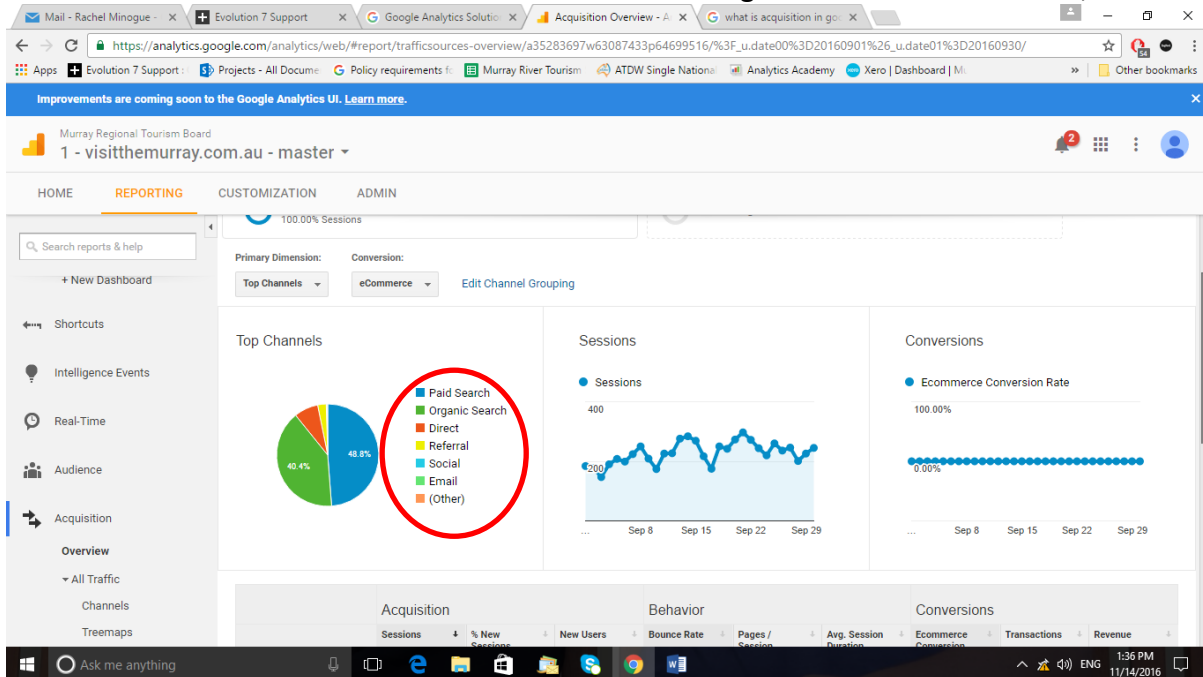 Mail - Rachel Minogue -
Evolution 7 Support
Google Analytics Solution
Acquisition Overview - A
what is acquisition in goo
https://analytics.google.com/analytics/web/#report/trafficsources-overview/a35283697w63087433p64699516/%3F_u.date00%3D20160901%26_u.date01%3D20160930/
Apps
Evolution 7 Support :
Projects - All Docume
Policy requirements fo
Murray River Tourism
ATDW Single National
Analytics Academy
Xero | Dashboard | Mu
»
Other bookmarks
Improvements are coming soon to the Google Analytics UI. Learn more.
Murray Regional Tourism Board
1 - visitthemurray.com.au - master
2
HOME REPORTING CUSTOMIZATION ADMIN
100.00% Sessions
Search reports & help
Primary Dimension: Conversion:
Top Channels eCommerce Edit Channel Grouping
+ New Dashboard
Shortcuts
Intelligence Events
Real-Time
Audience
Acquisition
Overview
All Traffic
Channels
Treemaps
Top Channels
48.8%
40.4%
Paid Search
Organic Search
Direct
Referral
Social
Email
(Other)
Sessions
Sessions
400
200
... Sep 8 Sep 15 Sep 22 Sep 29
Conversions
Ecommerce Conversion Rate
100.00%
0.00%
... Sep 8 Sep 15 Sep 22 Sep 29
Acquisition Behavior Conversions
Sessions % New Sessions New Users Bounce Rate Pages / Session Avg. Session Duration Ecommerce Conversion Transactions Revenue
Ask me anything
ENG
1:36 PM
11/14/2016